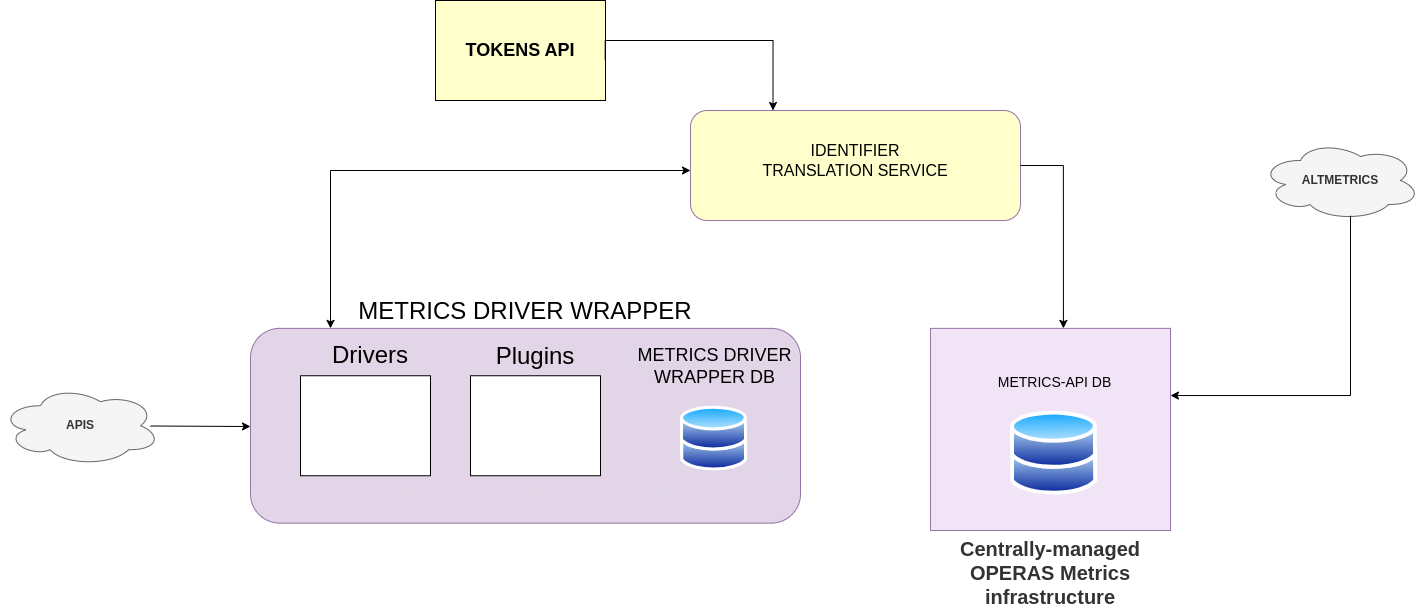 TOKENS API
IDENTIFIER
TRANSLATION SERVICE
ALTMETRICS
METRICS DRIVER WRAPPER
Drivers
Plugins
METRICS DRIVER
WRAPPER DB
METRICS-API DB
APIS
Centrally-managed
OPERAS Metrics
infrastructure